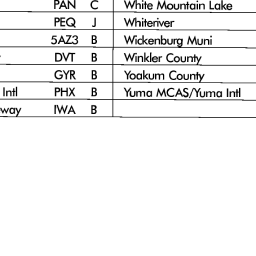 PAN C White Mountain Lake
PEQ J Whiteriver
5AZ3 B Wickenburg Muni
DVT B Winkler County
GYR B Yoakum County
Intl PHX B Yuma MCAS/Yuma Intl
way IWA B